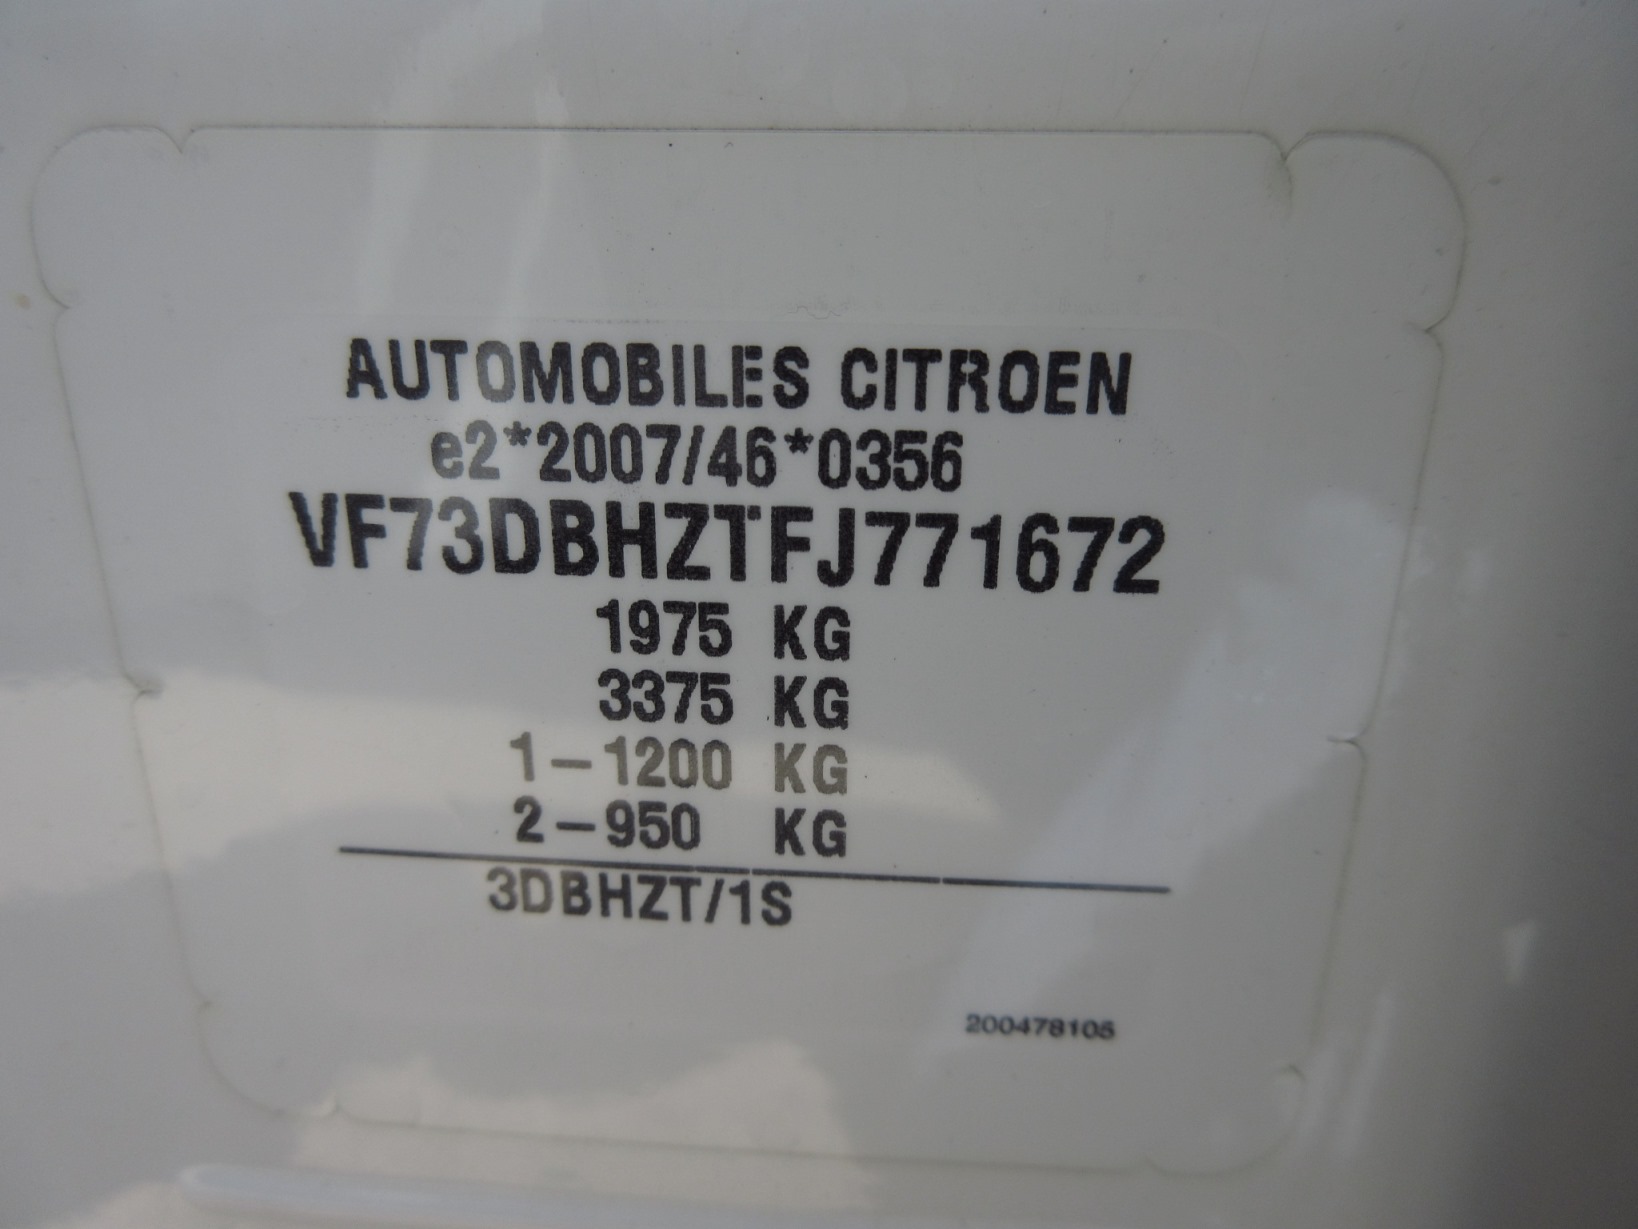 AUTOMOBILES CITROEN
e2*2007/46*0356
VF73DBHZTFJ771672
1975 KG
3375 KG
1-1200 KG
2-950 KG
3DBHZT/1S
200478105